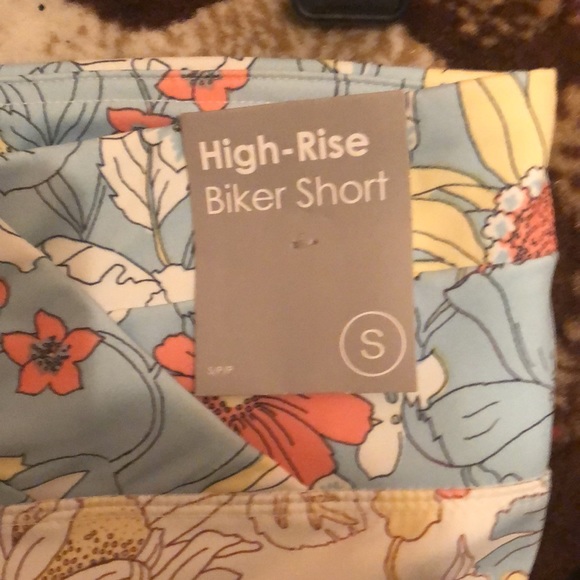 High-Rise
Biker Short
S
S/P/P